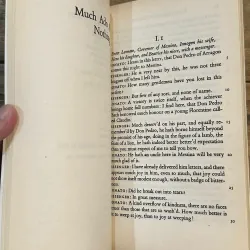 Much Ado
Noth
I.1
Enter Leonato, Governor of Messina, Innogen his wife,
Hero his daughter, and Beatrice his niece, with a messenger.
LEONATO I learn in this letter that Don Pedro of Arragon
comes this night to Messina.
MESSENGER He is very near by this, he was not three
leagues off when I left him.
LEONATO How many gentlemen have you lost in this
action?
MESSENGER But few of any sort, and none of name.
LEONATO A victory is twice itself when the achiever
brings home full numbers. I find here that Don Pedro
hath bestowed much honour on a young Florentine
called Claudio.
MESSENGER Much deserved on his part, and equally re-
membered by Don Pedro, he hath borne himself beyond
the promise of his age, doing, in the figure of a lamb, the
feats of a lion; he hath indeed better bettered expectation
than you must expect of me to tell you how.
LEONATO He hath an uncle here in Messina will be very
much glad of it.
MESSENGER I have already delivered him letters, and there
appears much joy in him, even so much that joy could
not show itself modest enough without a badge of bitter-
ness.
LEONATO Did he break out into tears?
MESSENGER In great measure.
LEONATO A kind overflow of kindness. There are no faces
truer than those that are so washed. How much better is
it to weep at joy, than to joy at weeping!